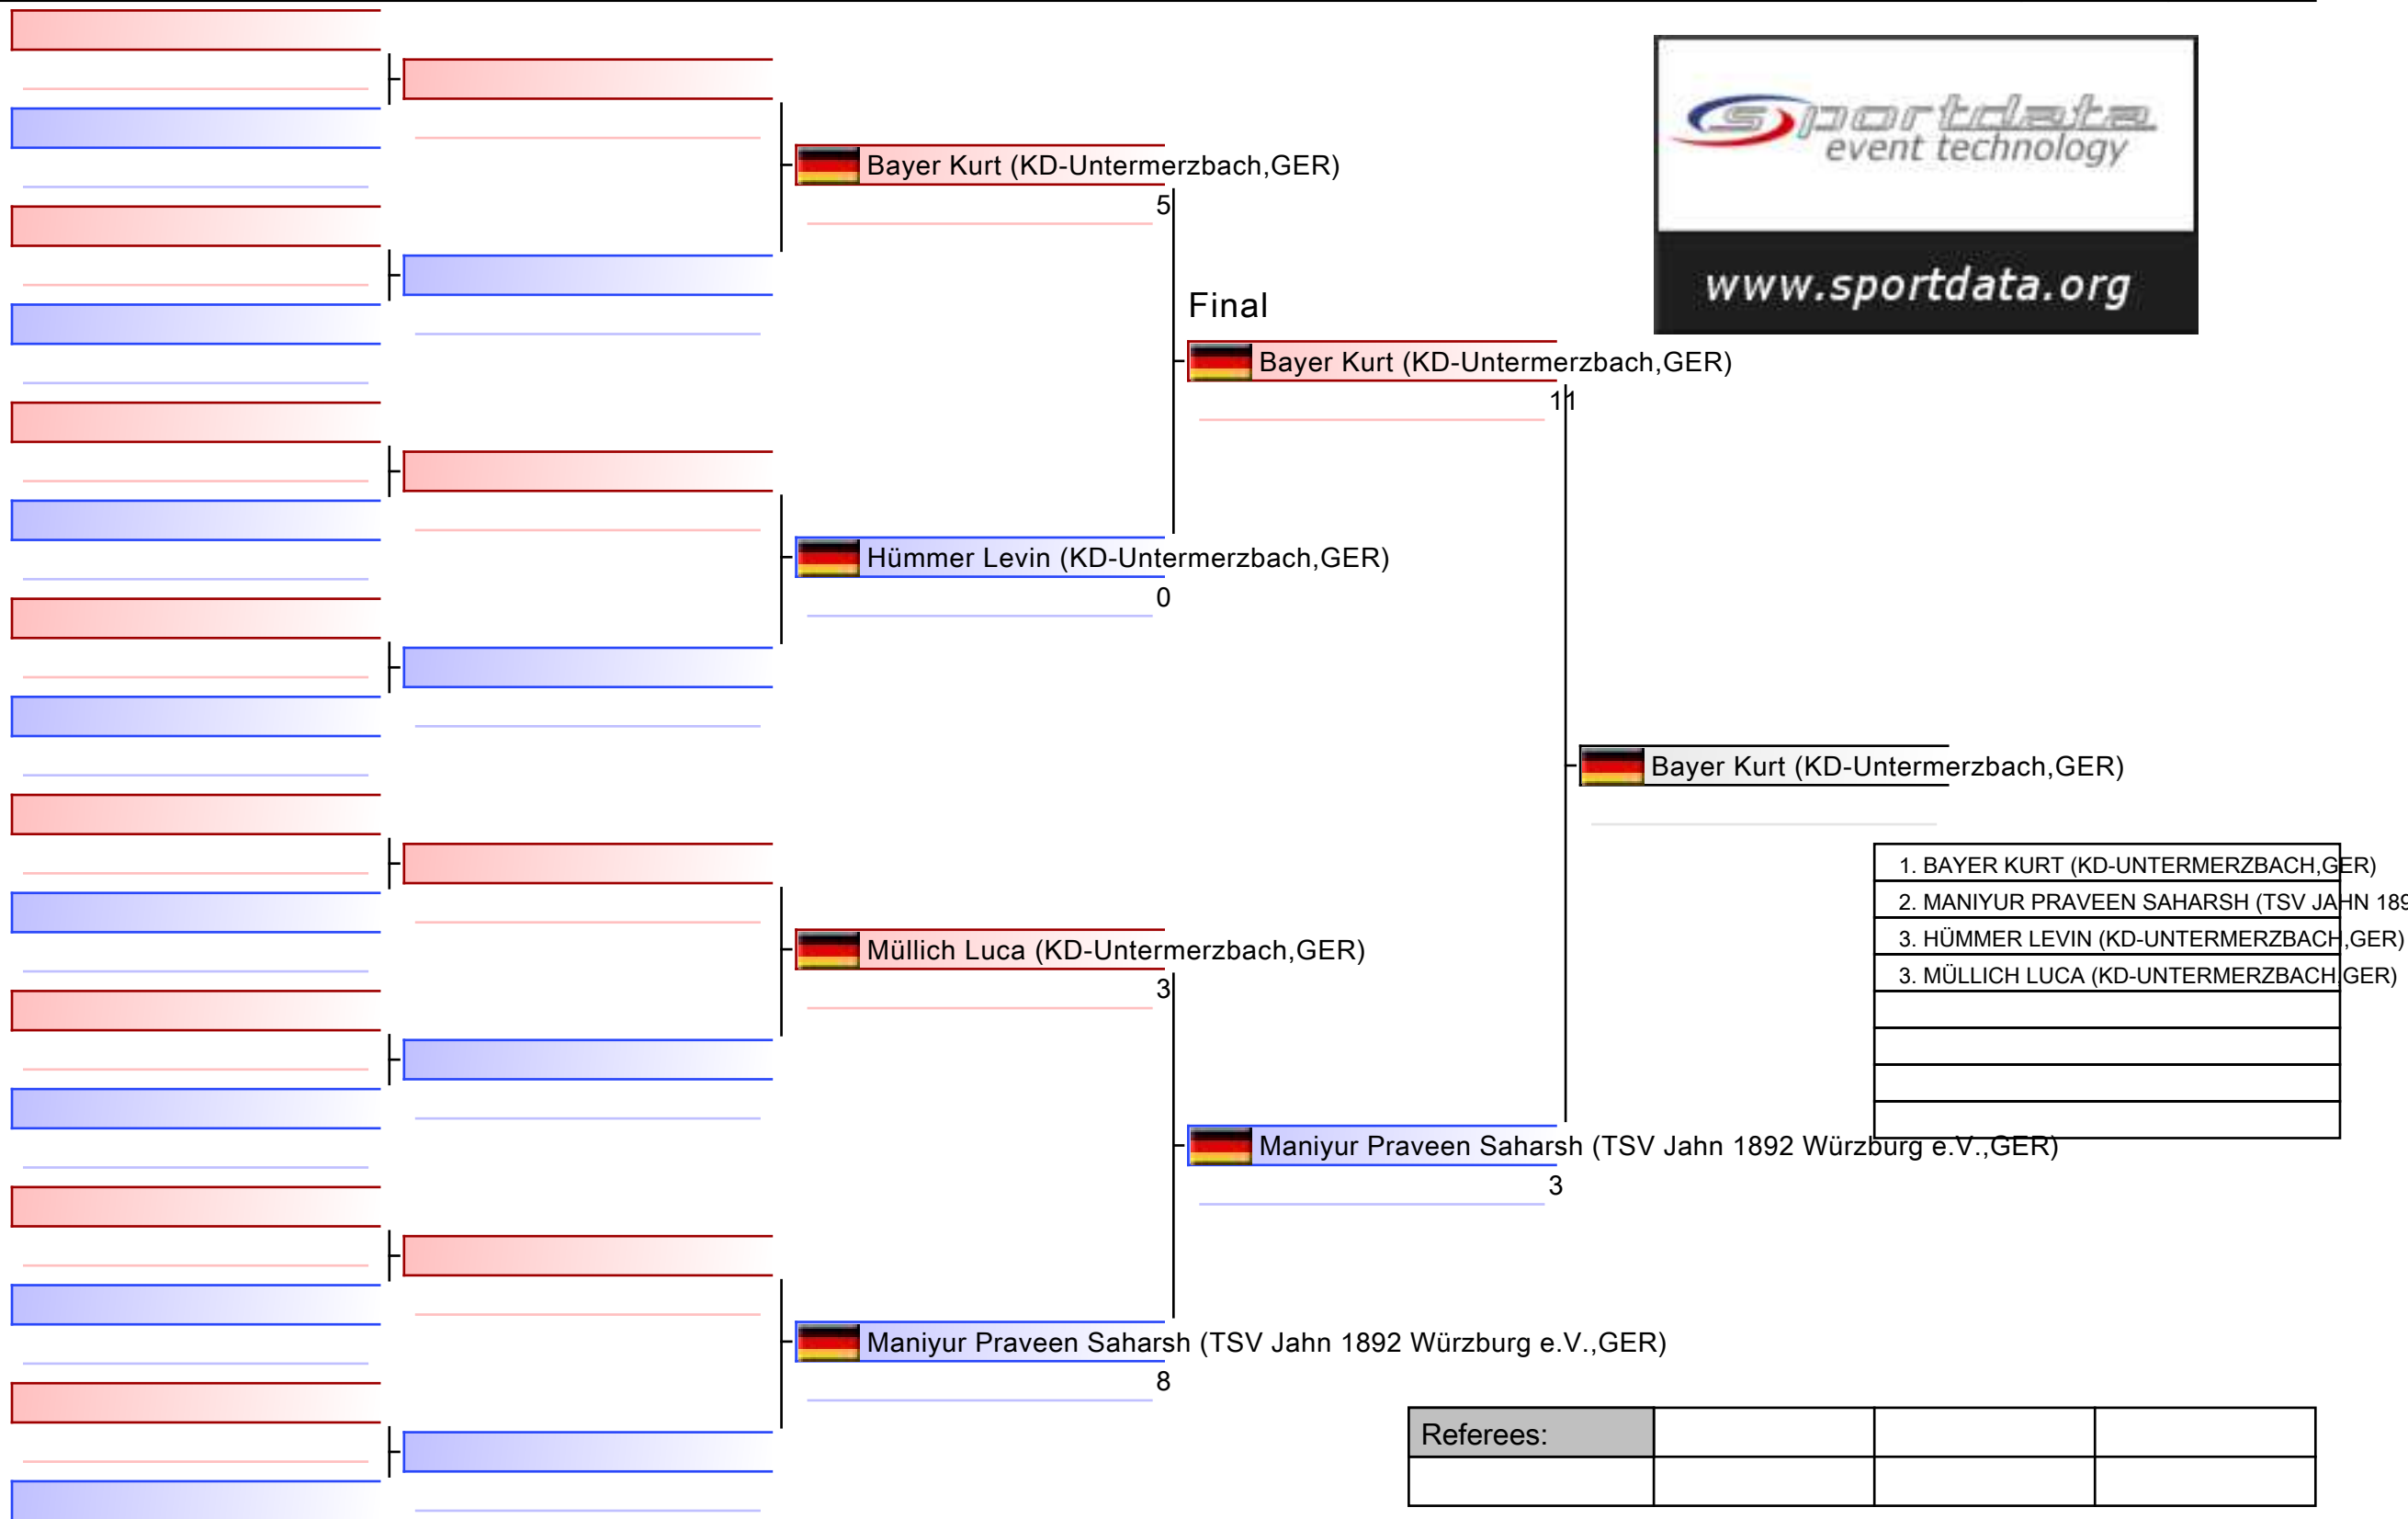 sportdata
event technology
www.sportdata.org
Bayer Kurt (KD-Untermerzbach,GER)
5
Final
Bayer Kurt (KD-Untermerzbach,GER)
11
Hümmer Levin (KD-Untermerzbach,GER)
0
Bayer Kurt (KD-Untermerzbach,GER)
1. BAYER KURT (KD-UNTERMERZBACH,GER)
2. MANIYUR PRAVEEN SAHARSH (TSV JAHN 189
3. HÜMMER LEVIN (KD-UNTERMERZBACH,GER)
3. MÜLLICH LUCA (KD-UNTERMERZBACH,GER)
Müllich Luca (KD-Untermerzbach,GER)
3
Maniyur Praveen Saharsh (TSV Jahn 1892 Würzburg e.V.,GER)
3
Maniyur Praveen Saharsh (TSV Jahn 1892 Würzburg e.V.,GER)
8
Referees: